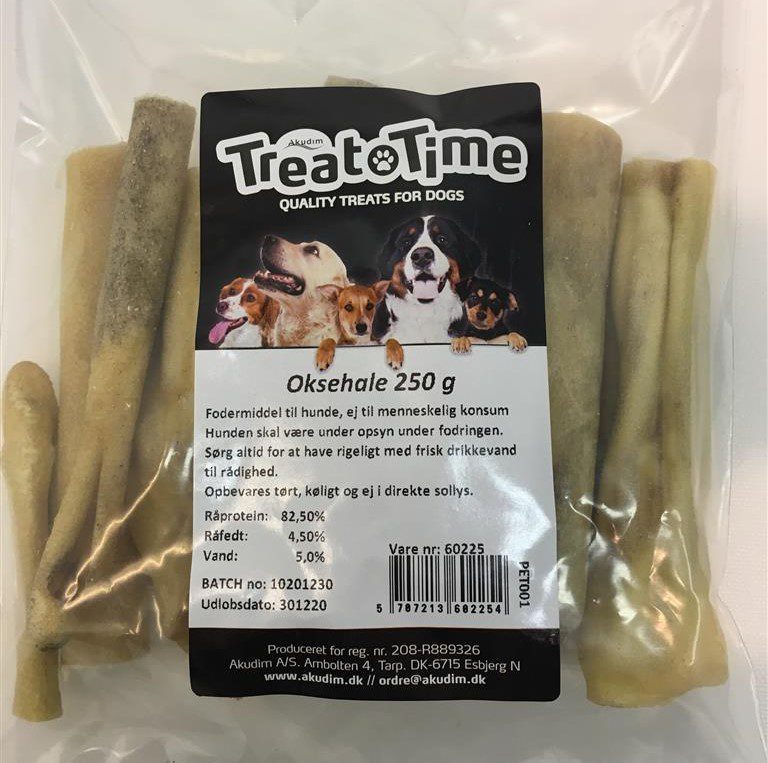 Akudim
TreatoTime
QUALITY TREATS FOR DOGS
Oksehale 250 g
Fodermiddel til hunde, ej til menneskelig konsum
Hunden skal være under opsyn under fodringen.
Sørg altid for at have rigeligt med frisk drikkevand
til rådighed.
Opbevares tørt, køligt og ej i direkte sollys.
Råprotein: 82,50%
Råfedt: 4,50%
Vand: 5,0%
Vare nr: 60225
BATCH no: 10201230
Udlobsdato: 301220
5 707213 602254
PET001
Produceret for reg. nr. 208-R889326
Akudim A/S. Ambolten 4, Tarp. DK-6715 Esbjerg N
www.akudim.dk // ordre@akudim.dk